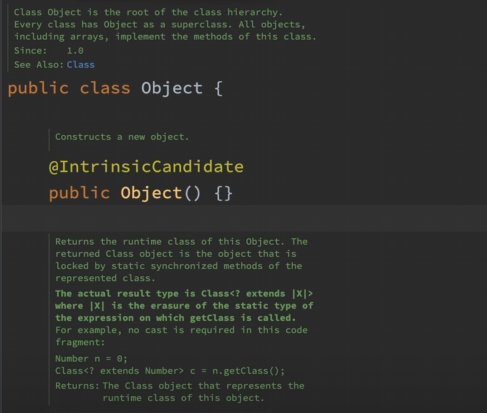 Class Object is the root of the class hierarchy.
Every class has Object as a superclass. All objects,
including arrays, implement the methods of this class.
Since: 1.0
See Also: Class
public class Object {
Constructs a new object.
@IntrinsicCandidate
public Object() {}
Returns the runtime class of this Object. The
returned Class object is the object that is
locked by static synchronized methods of the
represented class.
The actual result type is Class<? extends |X|>
where |X| is the erasure of the static type of
the expression on which getClass is called.
For example, no cast is required in this code
fragment:
Number n = 0;
Class<? extends Number> c = n.getClass();
Returns: The Class object that represents the
runtime class of this object.